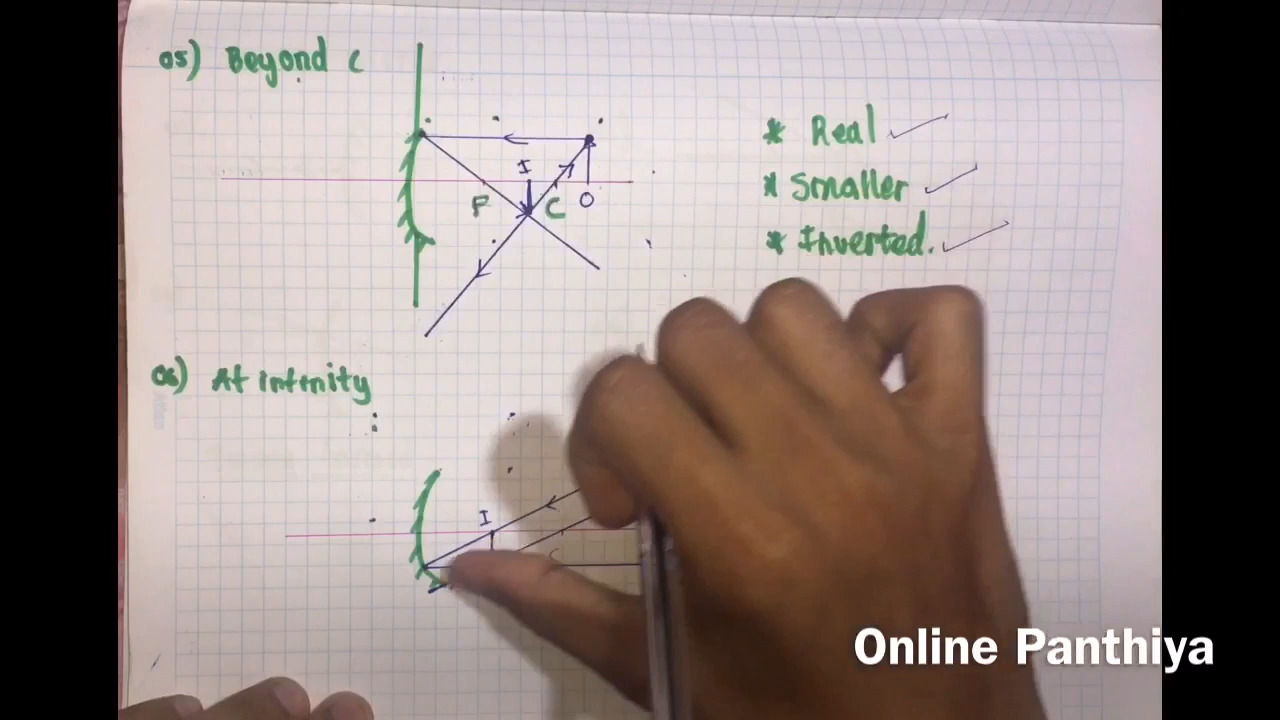 05) Beyond C
* Real
* Smaller
* Inverted.
I
F
C
O
06) At infinity
I
C
Online Panthiya